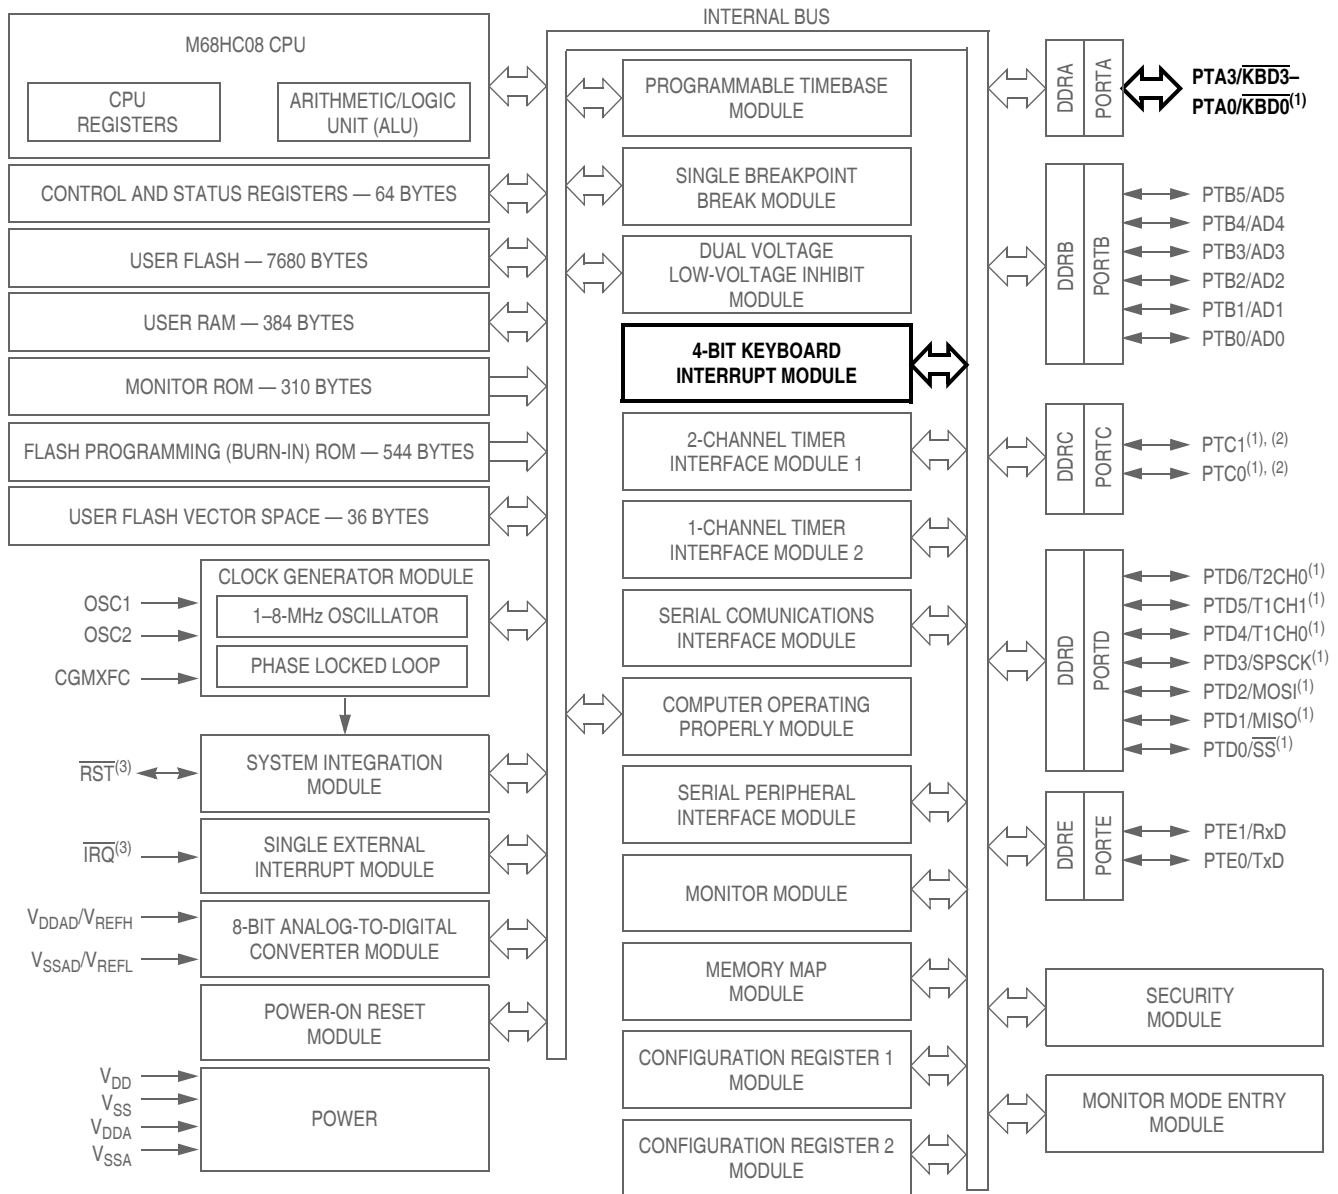 INTERNAL BUS
M68HC08 CPU
CPU
REGISTERS
ARITHMETIC/LOGIC
UNIT (ALU)
CONTROL AND STATUS REGISTERS — 64 BYTES
USER FLASH — 7680 BYTES
USER RAM — 384 BYTES
MONITOR ROM — 310 BYTES
FLASH PROGRAMMING (BURN-IN) ROM — 544 BYTES
USER FLASH VECTOR SPACE — 36 BYTES
CLOCK GENERATOR MODULE
1–8-MHz OSCILLATOR
PHASE LOCKED LOOP
OSC1
OSC2
CGMXFC
SYSTEM INTEGRATION
MODULE
RST(3)
SINGLE EXTERNAL
INTERRUPT MODULE
IRQ(3)
8-BIT ANALOG-TO-DIGITAL
CONVERTER MODULE
VDDAD/VREFH
VSSAD/VREFL
POWER-ON RESET
MODULE
POWER
VDD
VSS
VDDA
VSSA
PROGRAMMABLE TIMEBASE
MODULE
SINGLE BREAKPOINT
BREAK MODULE
DUAL VOLTAGE
LOW-VOLTAGE INHIBIT
MODULE
4-BIT KEYBOARD
INTERRUPT MODULE
2-CHANNEL TIMER
INTERFACE MODULE 1
1-CHANNEL TIMER
INTERFACE MODULE 2
SERIAL COMUNICATIONS
INTERFACE MODULE
COMPUTER OPERATING
PROPERLY MODULE
SERIAL PERIPHERAL
INTERFACE MODULE
MONITOR MODULE
MEMORY MAP
MODULE
CONFIGURATION REGISTER 1
MODULE
CONFIGURATION REGISTER 2
MODULE
DDRA
PORTA
PTA3/KBD3–
PTA0/KBD0(1)
DDRB
PORTB
PTB5/AD5
PTB4/AD4
PTB3/AD3
PTB2/AD2
PTB1/AD1
PTB0/AD0
DDRC
PORTC
PTC1(1), (2)
PTC0(1), (2)
DDRD
PORTD
PTD6/T2CH0(1)
PTD5/T1CH1(1)
PTD4/T1CH0(1)
PTD3/SPSCK(1)
PTD2/MOSI(1)
PTD1/MISO(1)
PTD0/SS(1)
DDRE
PORTE
PTE1/RxD
PTE0/TxD
SECURITY
MODULE
MONITOR MODE ENTRY
MODULE